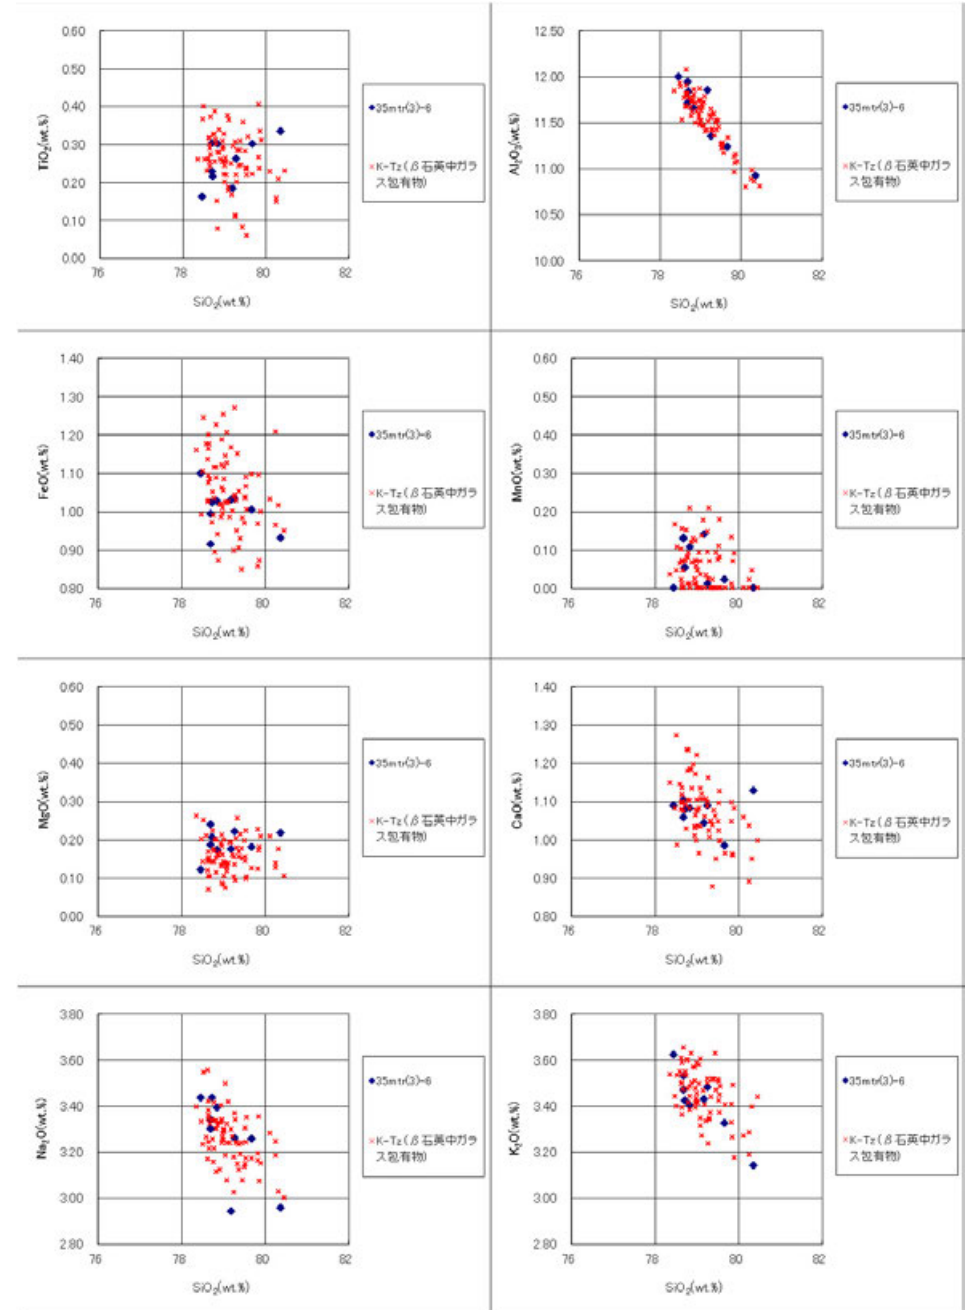 0.60
0.50
0.40
0.30
0.20
0.10
0.00
76
78
80
82
TiO2(wt.%)
SiO2(wt.%)
35mtr(3)-6
K-Tz(β石英中ガラ
ス包有物)
12.50
12.00
11.50
11.00
10.50
10.00
76
78
80
82
Al2O3(wt.%)
SiO2(wt.%)
35mtr(3)-6
K-Tz(β石英中ガラ
ス包有物)
1.40
1.30
1.20
1.10
1.00
0.90
0.80
76
78
80
82
FeO(wt.%)
SiO2(wt.%)
35mtr(3)-6
K-Tz(β石英中ガラ
ス包有物)
0.60
0.50
0.40
0.30
0.20
0.10
0.00
76
78
80
82
MnO(wt.%)
SiO2(wt.%)
35mtr(3)-6
K-Tz(β石英中ガラ
ス包有物)
0.60
0.50
0.40
0.30
0.20
0.10
0.00
76
78
80
82
MgO(wt.%)
SiO2(wt.%)
35mtr(3)-6
K-Tz(β石英中ガラ
ス包有物)
1.40
1.30
1.20
1.10
1.00
0.90
0.80
76
78
80
82
CaO(wt.%)
SiO2(wt.%)
35mtr(3)-6
K-Tz(β石英中ガラ
ス包有物)
3.80
3.60
3.40
3.20
3.00
2.80
76
78
80
82
Na2O(wt.%)
SiO2(wt.%)
35mtr(3)-6
K-Tz(β石英中ガラ
ス包有物)
3.80
3.60
3.40
3.20
3.00
2.80
76
78
80
82
K2O(wt.%)
SiO2(wt.%)
35mtr(3)-6
K-Tz(β石英中ガラ
ス包有物)